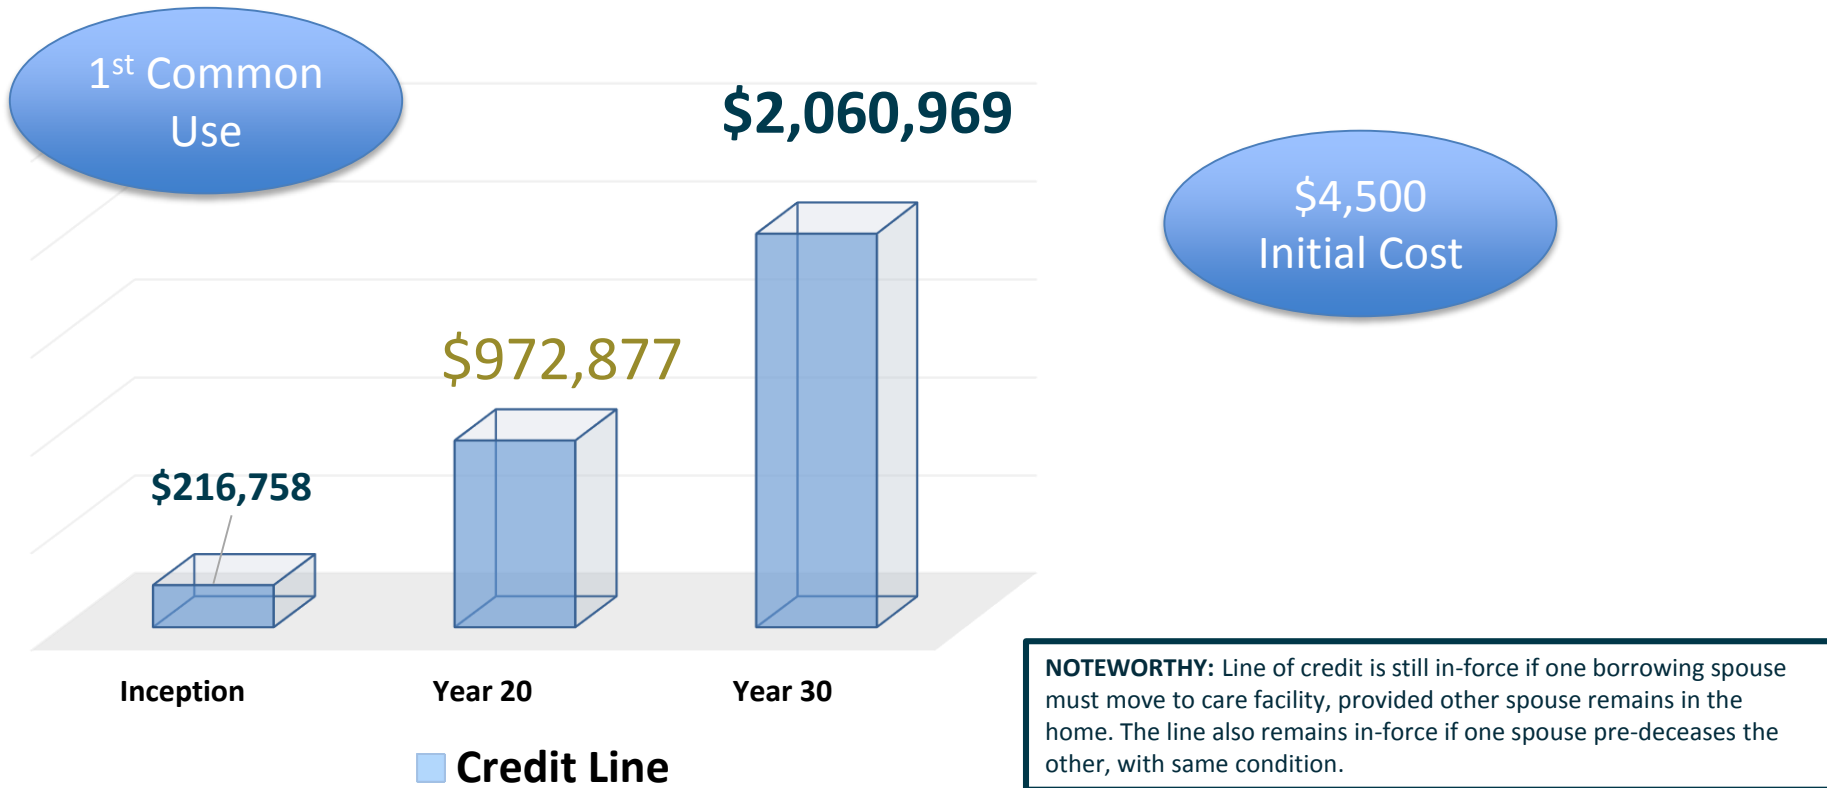 1st Common
Use
$2,060,969
$4,500
Initial Cost
$972,877
$216,758
Inception
Year 20
Year 30
Credit Line
NOTEWORTHY: Line of credit is still in-force if one borrowing spouse
must move to care facility, provided other spouse remains in the
home. The line also remains in-force if one spouse pre-deceases the
other, with same condition.